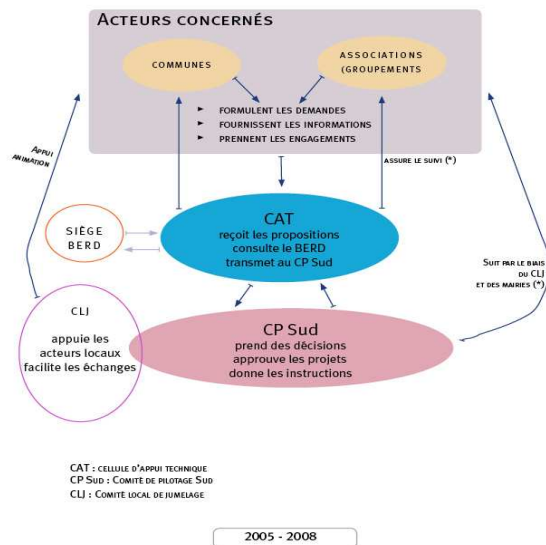 ACTEURS CONCERNÉS
COMMUNES
ASSOCIATIONS
(GROUPEMENTS
► FORMULENT LES DEMANDES
► FOURNISSENT LES INFORMATIONS
► PRENNENT LES ENGAGEMENTS
APPUI
ANIMATION
ASSURE LE SUIVI (*)
CAT
reçoit les propositions
consulte le BERD
transmet au CP Sud
SIÈGE
BERD
SUIT PAR LE BIAIS
DU CLJ
ET DES MAIRIES (*)
CLJ
appuie les
acteurs locaux
facilite les échanges
CP Sud
prend des décisions
approuve les projets
donne les instructions
CAT : CELLULE D'APPUI TECHNIQUE
CP SUD : COMITÉ DE PILOTAGE SUD
CLJ : COMITÉ LOCAL DE JUMELAGE
2005 - 2008